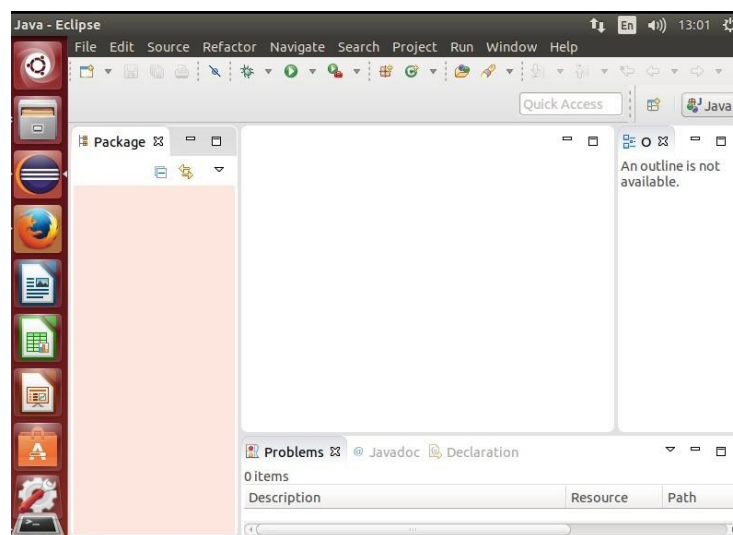 Java - Eclipse
En
13:01
File Edit Source Refactor Navigate Search Project Run Window Help
Quick Access
Java
Package
O
An outline is not
available.
Problems @ Javadoc Declaration
0 items
Description Resource Path